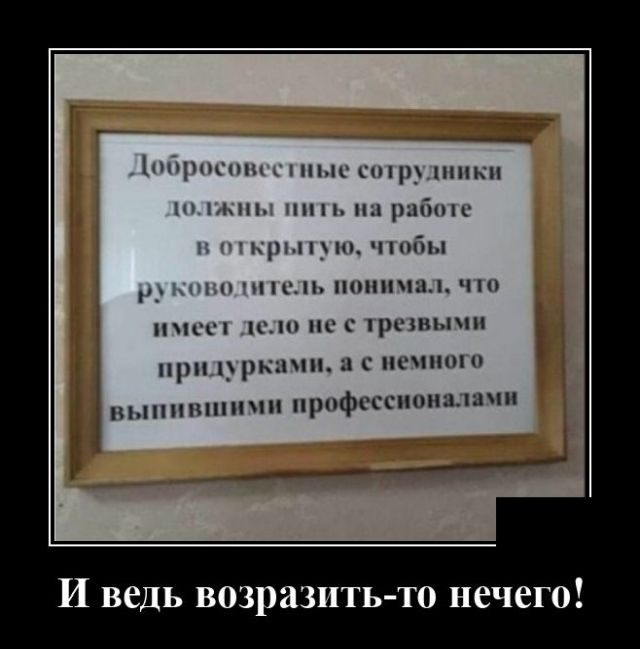 Добросовестные сотрудники
должны пить на работе
в открытую, чтобы
руководитель понимал, что
имеет дело не с трезвыми
придурками, а с немного
выпившими профессионалами
И ведь возразить-то нечего!